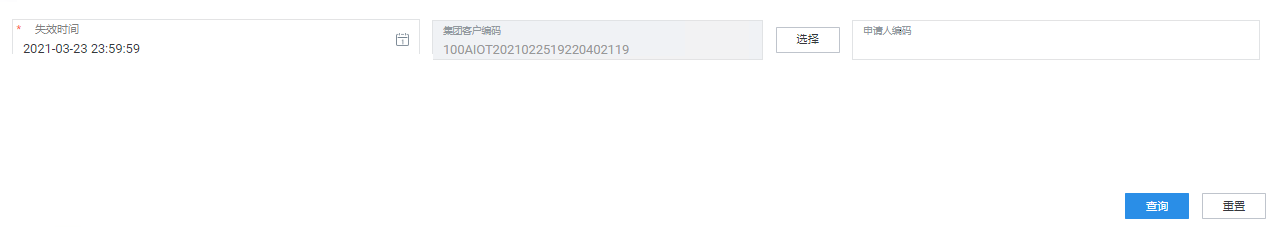 * 失效时间
2021-03-23 23:59:59
集团客户编码
100AIOT2021022519220402119
选择
申请人编码
查询
重置